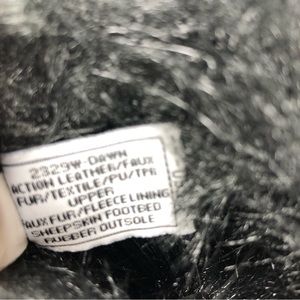 2329W-DAWN
ACTION LEATHER/FAUX
FUR/TEXTILE/PU/TPR
UPPER
FAUX FUR/FLEECE LINING
SHEEPSKIN FOOTBED
RUBBER OUTSOLE